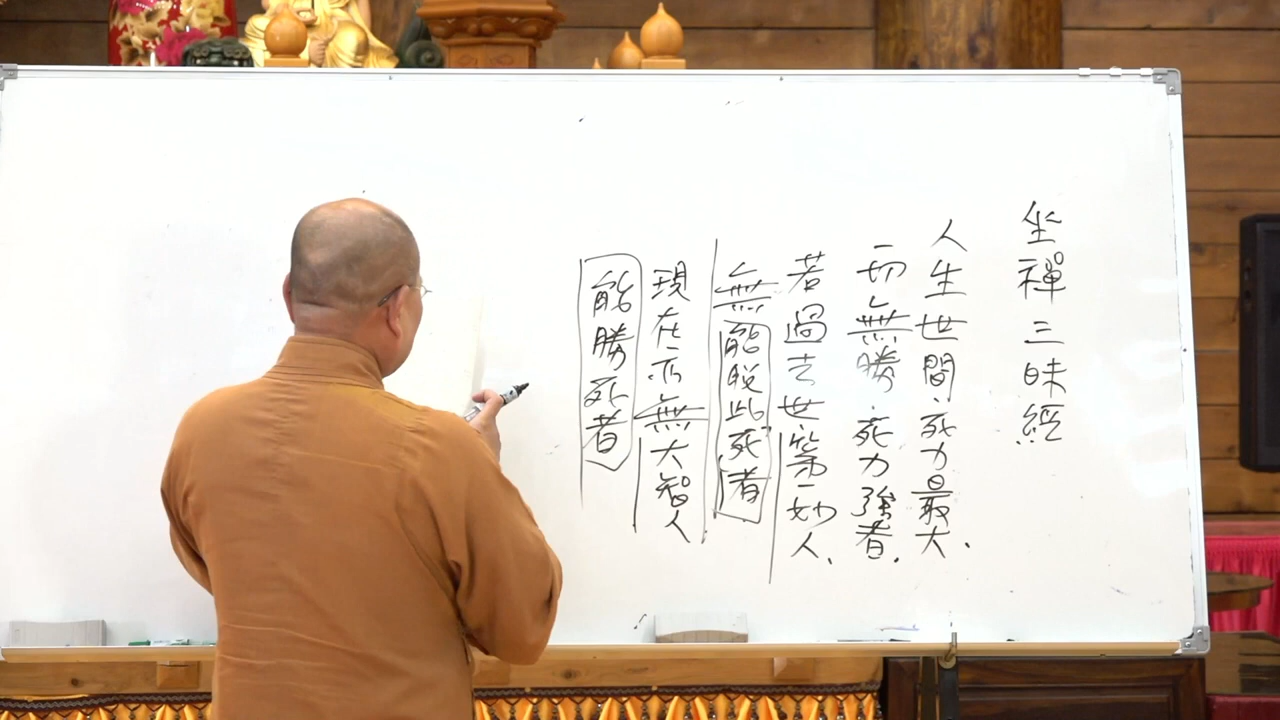 坐禪三昧經
人生世間、死力最大.
一切無勝.死力強者.
若過去世、第一妙人、
無能脫此死者
現在亦無大智人
能勝死者